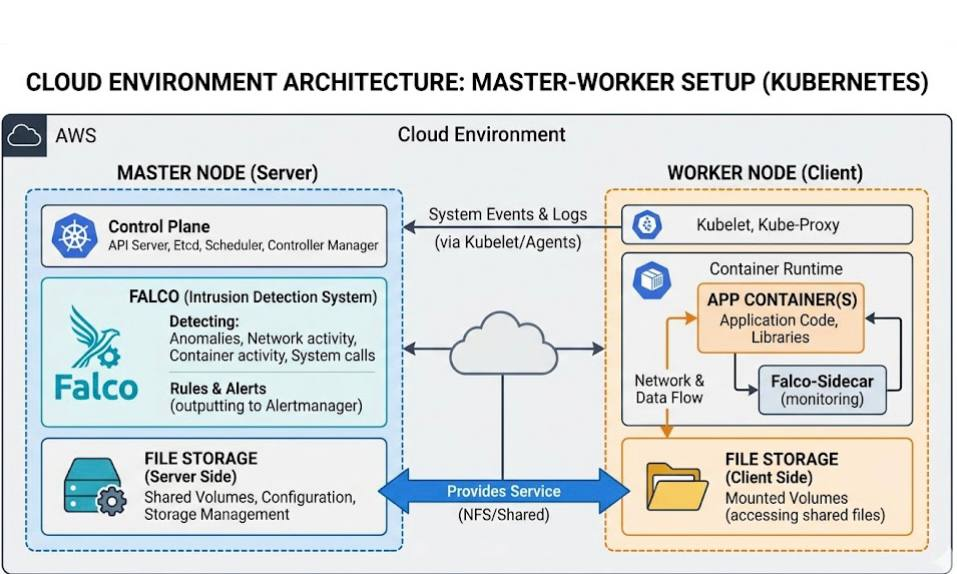 CLOUD ENVIRONMENT ARCHITECTURE: MASTER-WORKER SETUP (KUBERNETES)
AWS
Cloud Environment
MASTER NODE (Server)
Control Plane
API Server, Etcd, Scheduler, Controller Manager
FALCO (Intrusion Detection System)
Detecting:
Anomalies, Network activity,
Container activity, System calls
Rules & Alerts
(outputting to Alertmanager)
Falco
FILE STORAGE
(Server Side)
Shared Volumes, Configuration,
Storage Management
System Events & Logs
(via Kubelet/Agents)
Provides Service
(NFS/Shared)
WORKER NODE (Client)
Kubelet, Kube-Proxy
Container Runtime
APP CONTAINER(S)
Application Code,
Libraries
Network &
Data Flow
Falco-Sidecar
(monitoring)
FILE STORAGE
(Client Side)
Mounted Volumes
(accessing shared files)